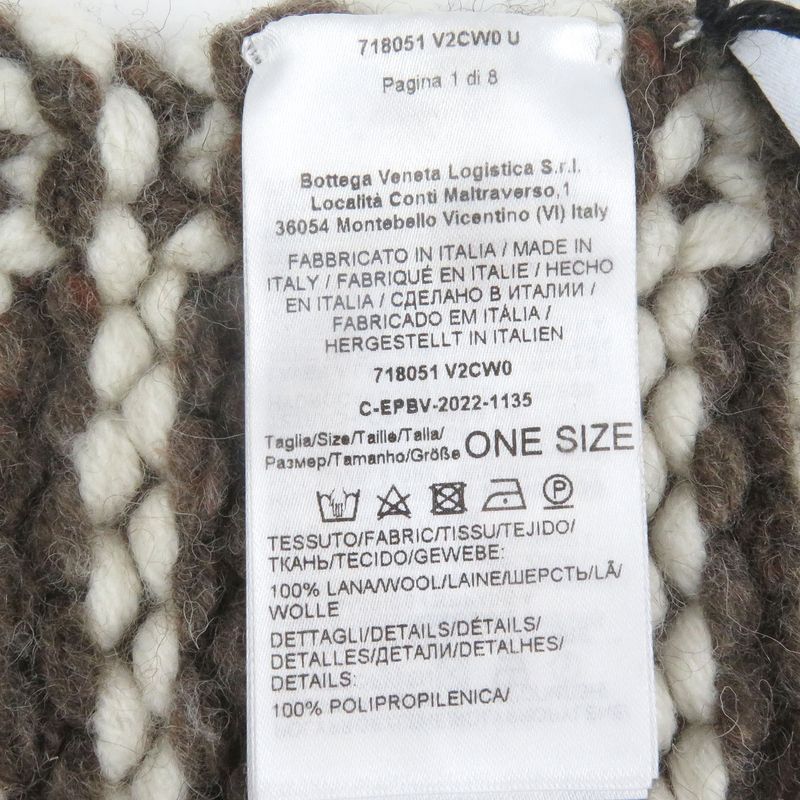 718051 V2CW0 U
Pagina 1 di 8
Bottega Veneta Logistica S.r.l.
Località Conti Maltraverso,1
36054 Montebello Vicentino (VI) Italy
FABBRICATO IN ITALIA / MADE IN
ITALY / FABRIQUÉ EN ITALIE / HECHO
EN ITALIA / СДЕЛАНО В ИТАЛИИ /
FABRICADO EM ITÁLIA /
HERGESTELLT IN ITALIEN
718051 V2CW0
C-EPBV-2022-1135
Taglia/Size/Taille/Talla/
Размер/Tamanho/Größe ONE SIZE
P
TESSUTO/FABRIC/TISSU/TEJIDO/
ТКАНЬ/TECIDO/GEWEBE:
100% LANA/WOOL/LAINE/ШЕРСТЬ/LÃ/
WOLLE
DETTAGLI/DETAILS/DÉTAILS/
DETALLES/ДЕТАЛИ/DETALHES/
DETAILS:
100% POLIPROPILENICA/